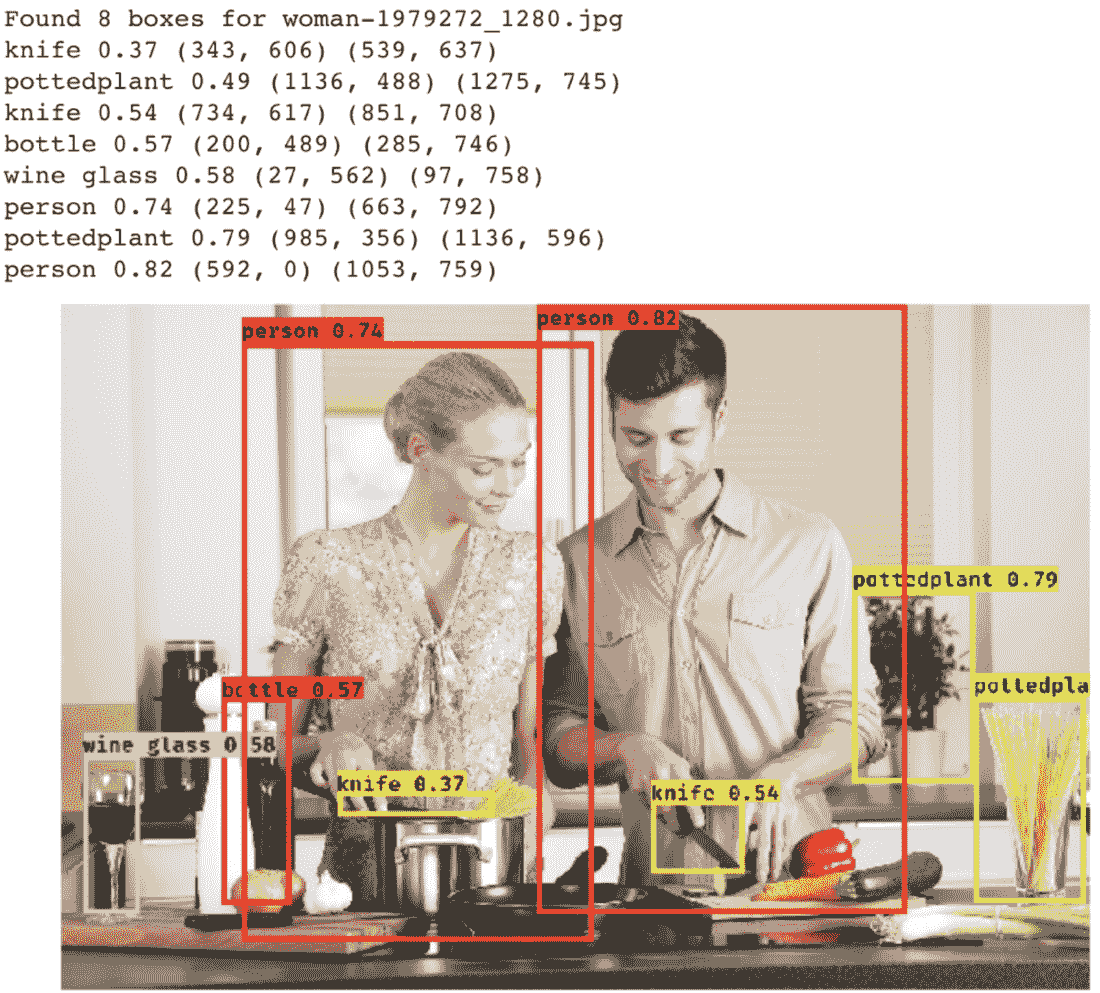 Found 8 boxes for woman-1979272_1280.jpg
knife 0.37 (343, 606) (539, 637)
pottedplant 0.49 (1136, 488) (1275, 745)
knife 0.54 (734, 617) (851, 708)
bottle 0.57 (200, 489) (285, 746)
wine glass 0.58 (27, 562) (97, 758)
person 0.74 (225, 47) (663, 792)
pottedplant 0.79 (985, 356) (1136, 596)
person 0.82 (592, 0) (1053, 759)
person 0.74
person 0.82
pottedplant 0.79
bottle 0.57
pottedpla
wine glass 0.58
knife 0.37
knife 0.54